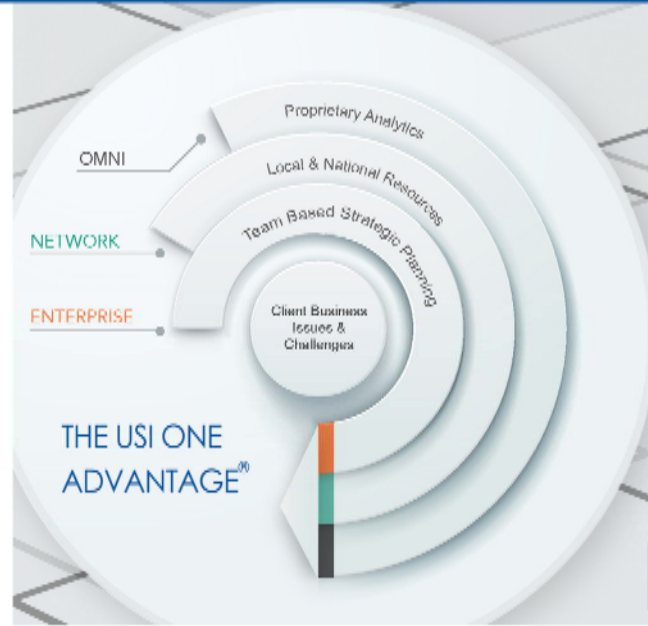 Proprietary Analytics
OMNI
Local & National Resources
Team Based Strategic Planning
NETWORK
ENTERPRISE
Client Business
Issues &
Challenges
THE USI ONE
ADVANTAGE®